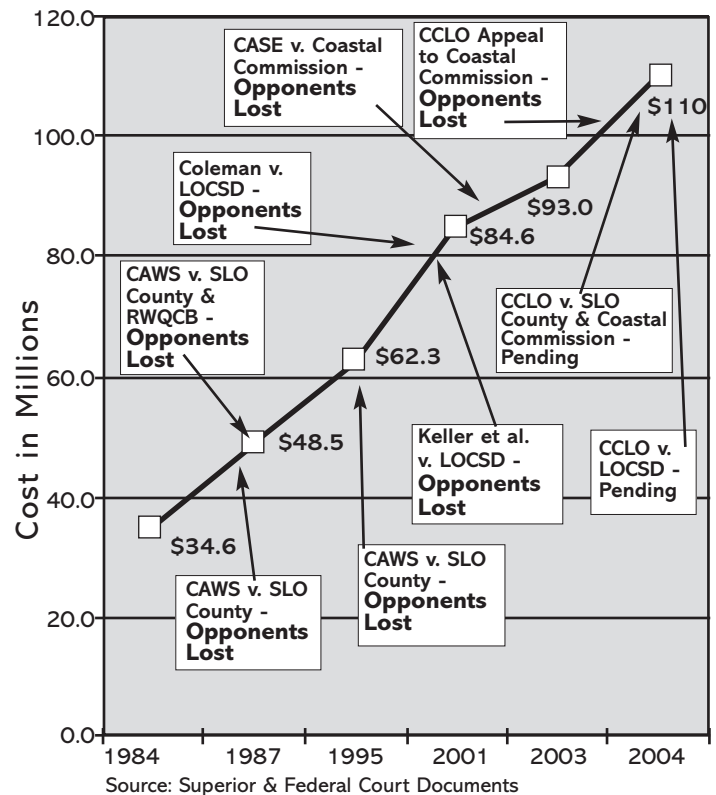 120.0
100.0
80.0
60.0
40.0
20.0
0.0
Cost in Millions
CASE v. Coastal
Commission -
Opponents
Lost
CCLO Appeal
to Coastal
Commission -
Opponents
Lost
$110
Coleman v.
LOCSD -
Opponents
Lost
$93.0
$84.6
CAWS v. SLO
County &
RWQCB -
Opponents
Lost
CCLO v. SLO
County & Coastal
Commission -
Pending
$62.3
$48.5
Keller et al.
v. LOCSD -
Opponents
Lost
CCLO v.
LOCSD -
Pending
$34.6
CAWS v. SLO
County -
Opponents
Lost
CAWS v. SLO
County -
Opponents
Lost
1984 1987 1995 2001 2003 2004
Source: Superior & Federal Court Documents